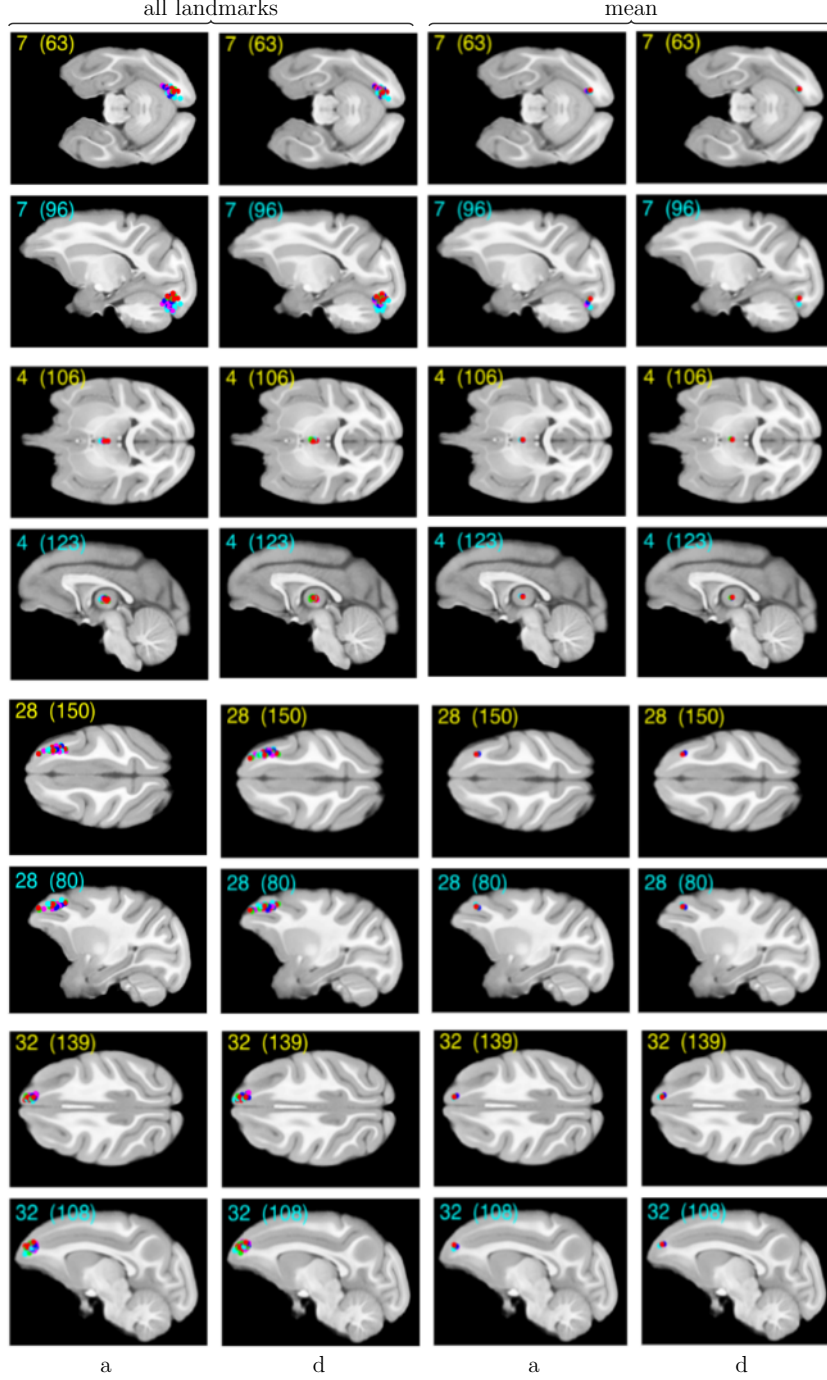 all landmarks mean
7 (63) 7 (63) 7 (63) 7 (63)
7 (96) 7 (96) 7 (96) 7 (96)
4 (106) 4 (106) 4 (106) 4 (106)
4 (123) 4 (123) 4 (123) 4 (123)
28 (150) 28 (150) 28 (150) 28 (150)
28 (80) 28 (80) 28 (80) 28 (80)
32 (139) 32 (139) 32 (139) 32 (139)
32 (108) 32 (108) 32 (108) 32 (108)
a d a d